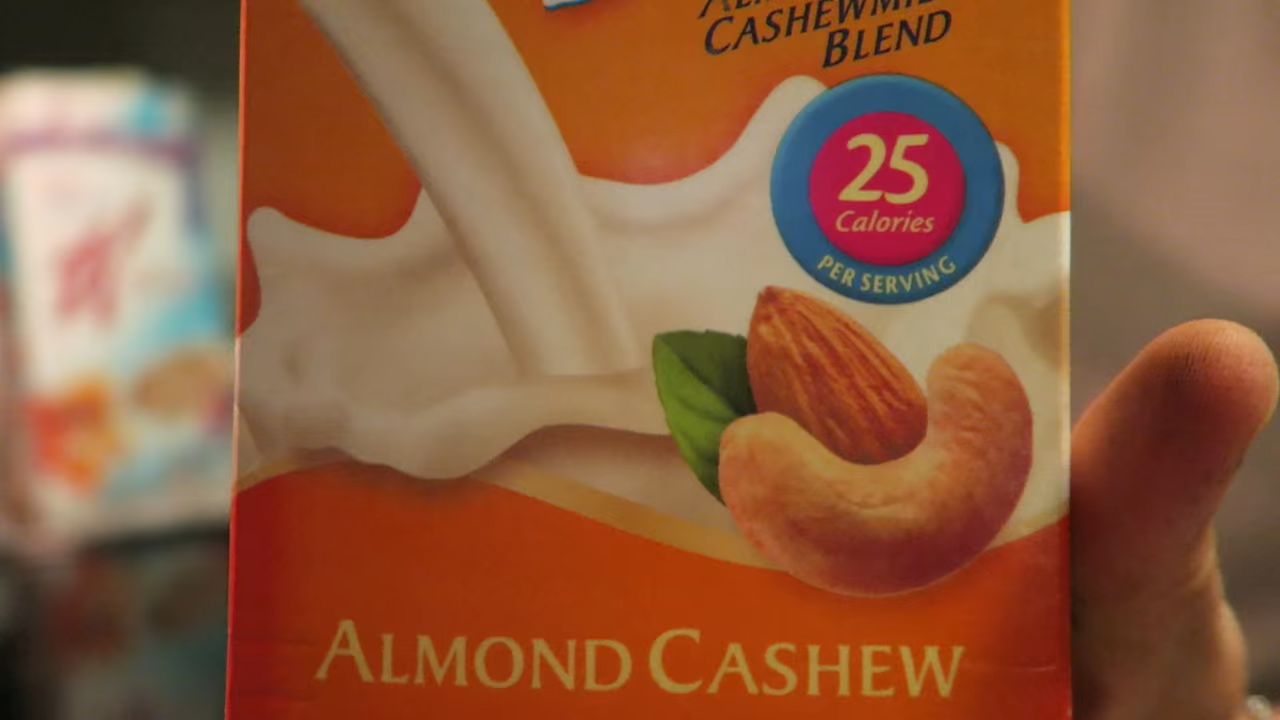 CASHEWMI
BLEND
25
Calories
PER SERVING
ALMOND CASHEW